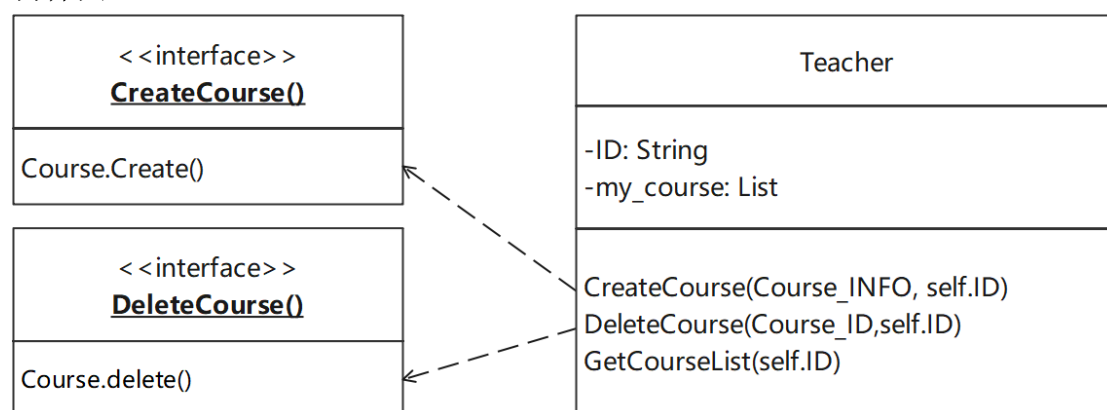 <<interface>>
CreateCourse()
Course.Create()
<<interface>>
DeleteCourse()
Course.delete()
Teacher
-ID: String
-my_course: List
CreateCourse(Course_INFO, self.ID)
DeleteCourse(Course_ID,self.ID)
GetCourseList(self.ID)